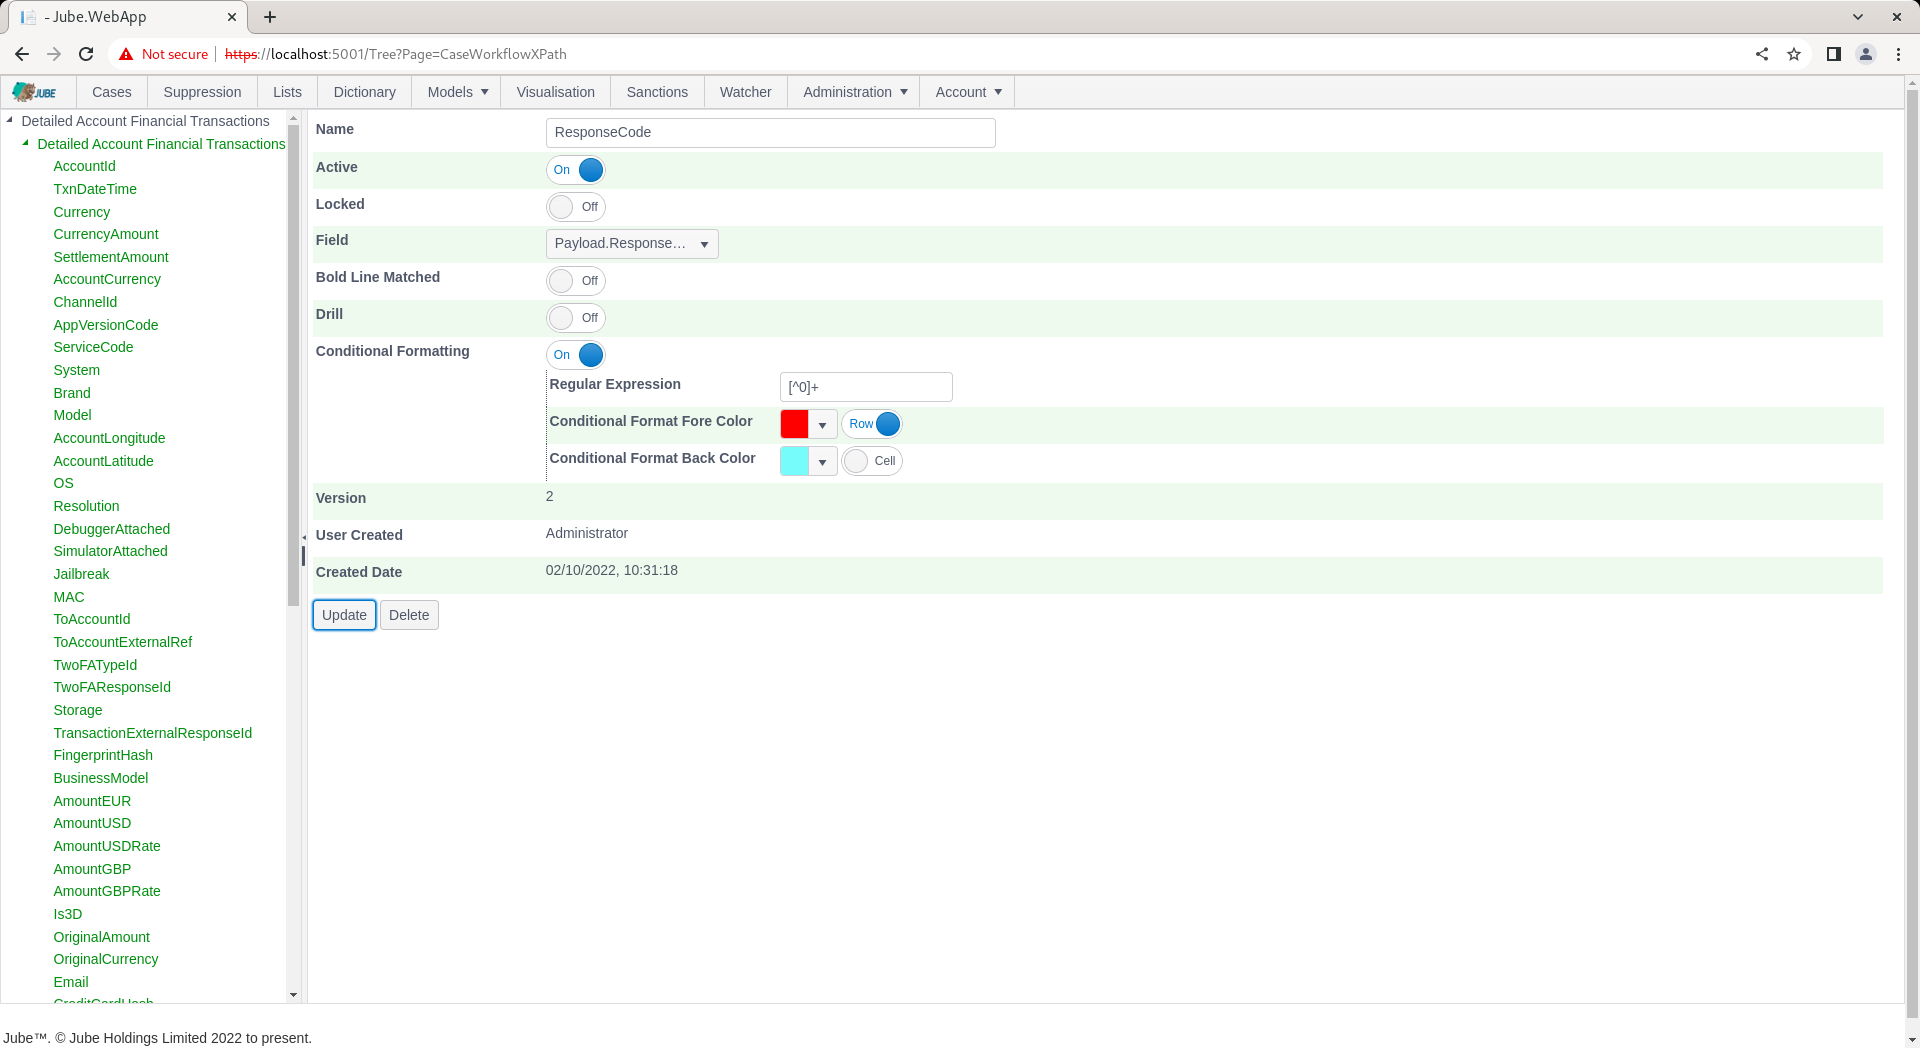 - Jube.WebApp
Not secure https://localhost:5001/Tree?Page=CaseWorkflowXPath
JUBE Cases Suppression Lists Dictionary Models Visualisation Sanctions Watcher Administration Account
Detailed Account Financial Transactions
Detailed Account Financial Transactions
AccountId
TxnDateTime
Currency
CurrencyAmount
SettlementAmount
AccountCurrency
ChannelId
AppVersionCode
ServiceCode
System
Brand
Model
AccountLongitude
AccountLatitude
OS
Resolution
DebuggerAttached
SimulatorAttached
Jailbreak
MAC
ToAccountId
ToAccountExternalRef
TwoFATypeId
TwoFAResponseId
Storage
TransactionExternalResponseId
FingerprintHash
BusinessModel
AmountEUR
AmountUSD
AmountUSDRate
AmountGBP
AmountGBPRate
Is3D
OriginalAmount
OriginalCurrency
Email
CreditCardHash
Name ResponseCode
Active On
Locked Off
Field Payload.Response...
Bold Line Matched Off
Drill Off
Conditional Formatting On
Regular Expression [^0]+
Conditional Format Fore Color Row
Conditional Format Back Color Cell
Version 2
User Created Administrator
Created Date 02/10/2022, 10:31:18
Update Delete
Jube™. © Jube Holdings Limited 2022 to present.